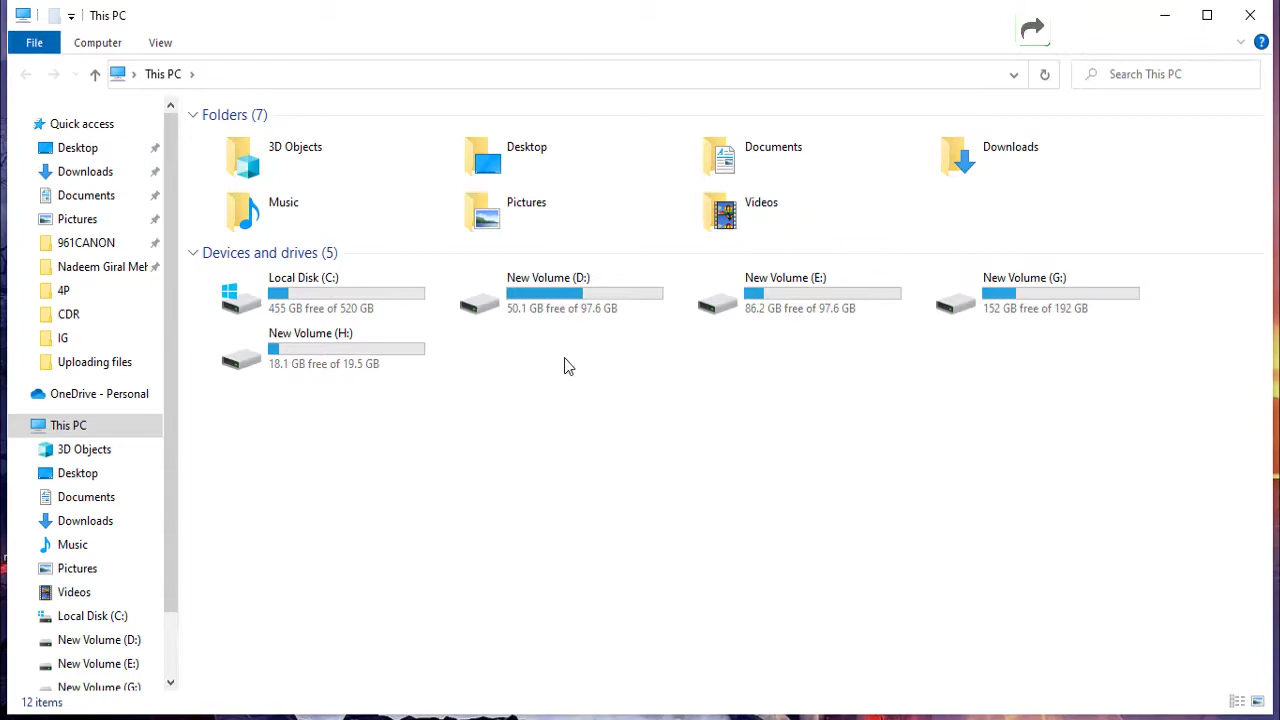 This PC
File Computer View
This PC
Search This PC
Quick access
Desktop
Downloads
Documents
Pictures
961CANON
Nadeem Giral Meh
4P
CDR
IG
Uploading files
OneDrive - Personal
This PC
3D Objects
Desktop
Documents
Downloads
Music
Pictures
Videos
Local Disk (C:)
New Volume (D:)
New Volume (E:)
New Volume (G:)
Folders (7)
3D Objects
Desktop
Documents
Downloads
Music
Pictures
Videos
Devices and drives (5)
Local Disk (C:)
455 GB free of 520 GB
New Volume (D:)
50.1 GB free of 97.6 GB
New Volume (E:)
86.2 GB free of 97.6 GB
New Volume (G:)
152 GB free of 192 GB
New Volume (H:)
18.1 GB free of 19.5 GB
12 items